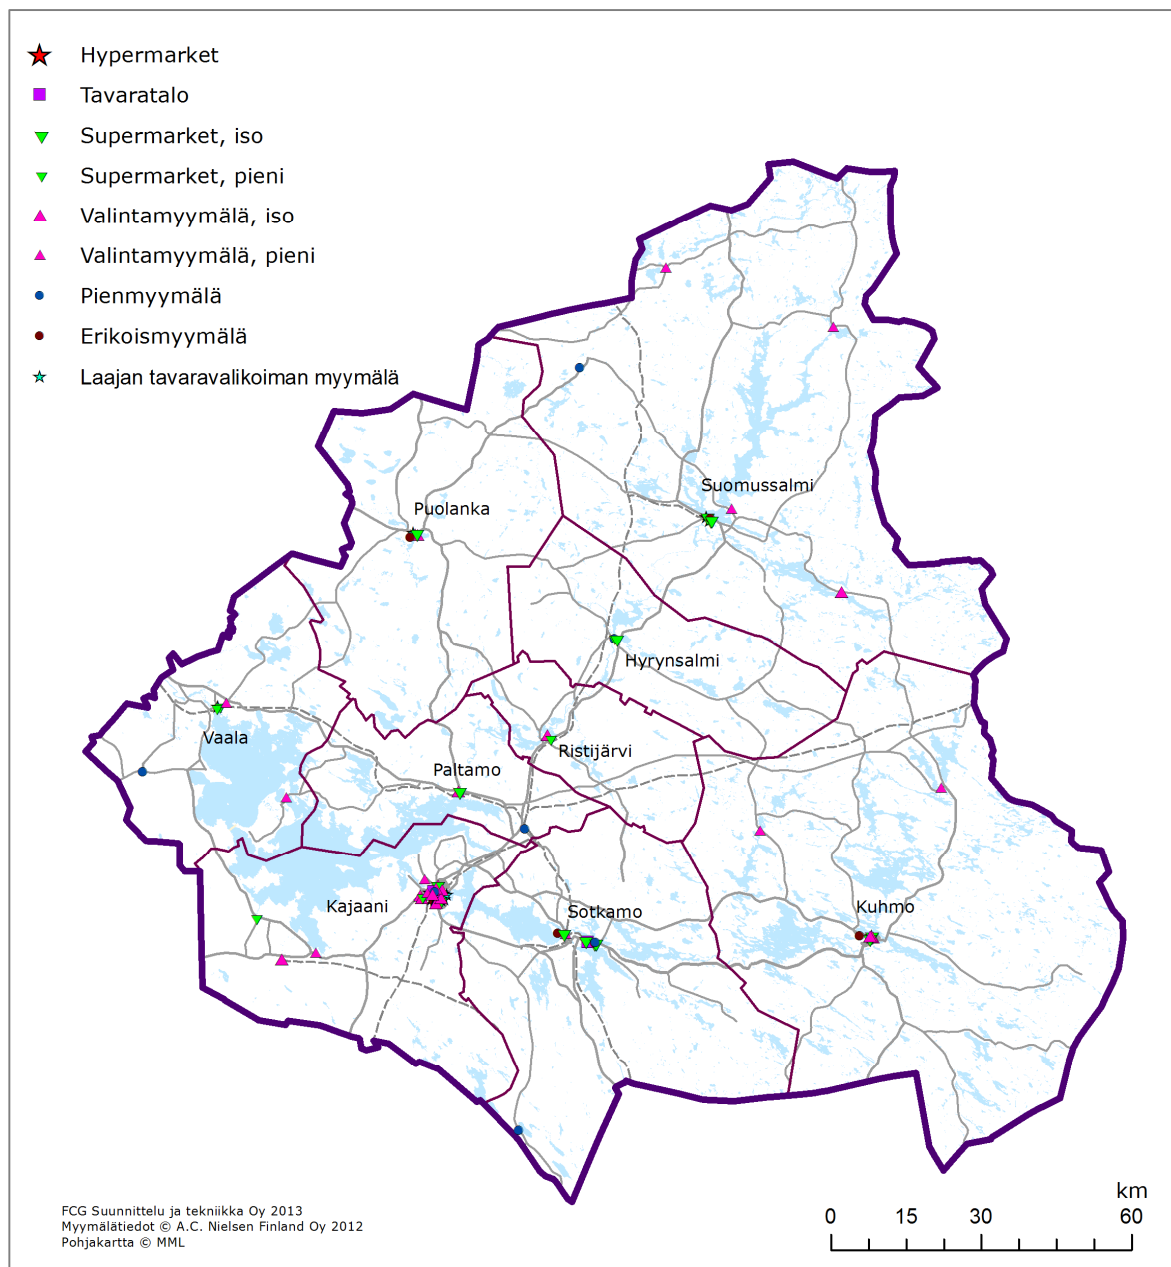 Hypermarket
Tavaratalo
Supermarket, iso
Supermarket, pieni
Valintamyymälä, iso
Valintamyymälä, pieni
Pienmyymälä
Erikoismyymälä
Laajan tavaravalikoiman myymälä
Suomussalmi
Puolanka
Hyrynsalmi
Vaala
Ristijärvi
Paltamo
Kajaani
Sotkamo
Kuhmo
FCG Suunnittelu ja tekniikka Oy 2013
Myymälätiedot © A.C. Nielsen Finland Oy 2012
Pohjakartta © MML
km
0 15 30 60